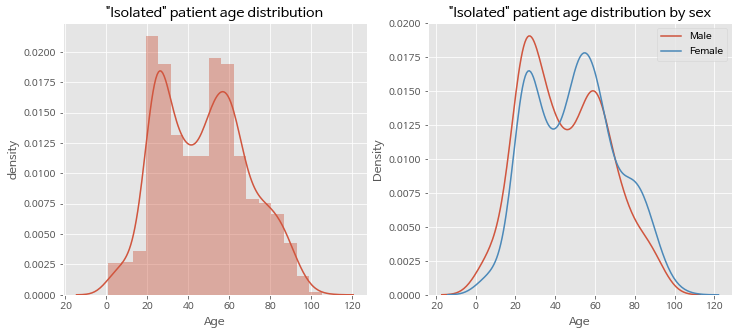 "Isolated" patient age distribution
0.0200
0.0175
0.0150
0.0125
0.0100
0.0075
0.0050
0.0025
0.0000
density
20 0 20 40 60 80 100 120
Age
"Isolated" patient age distribution by sex
Male
Female
0.0200
0.0175
0.0150
0.0125
0.0100
0.0075
0.0050
0.0025
0.0000
Density
20 0 20 40 60 80 100 120
Age